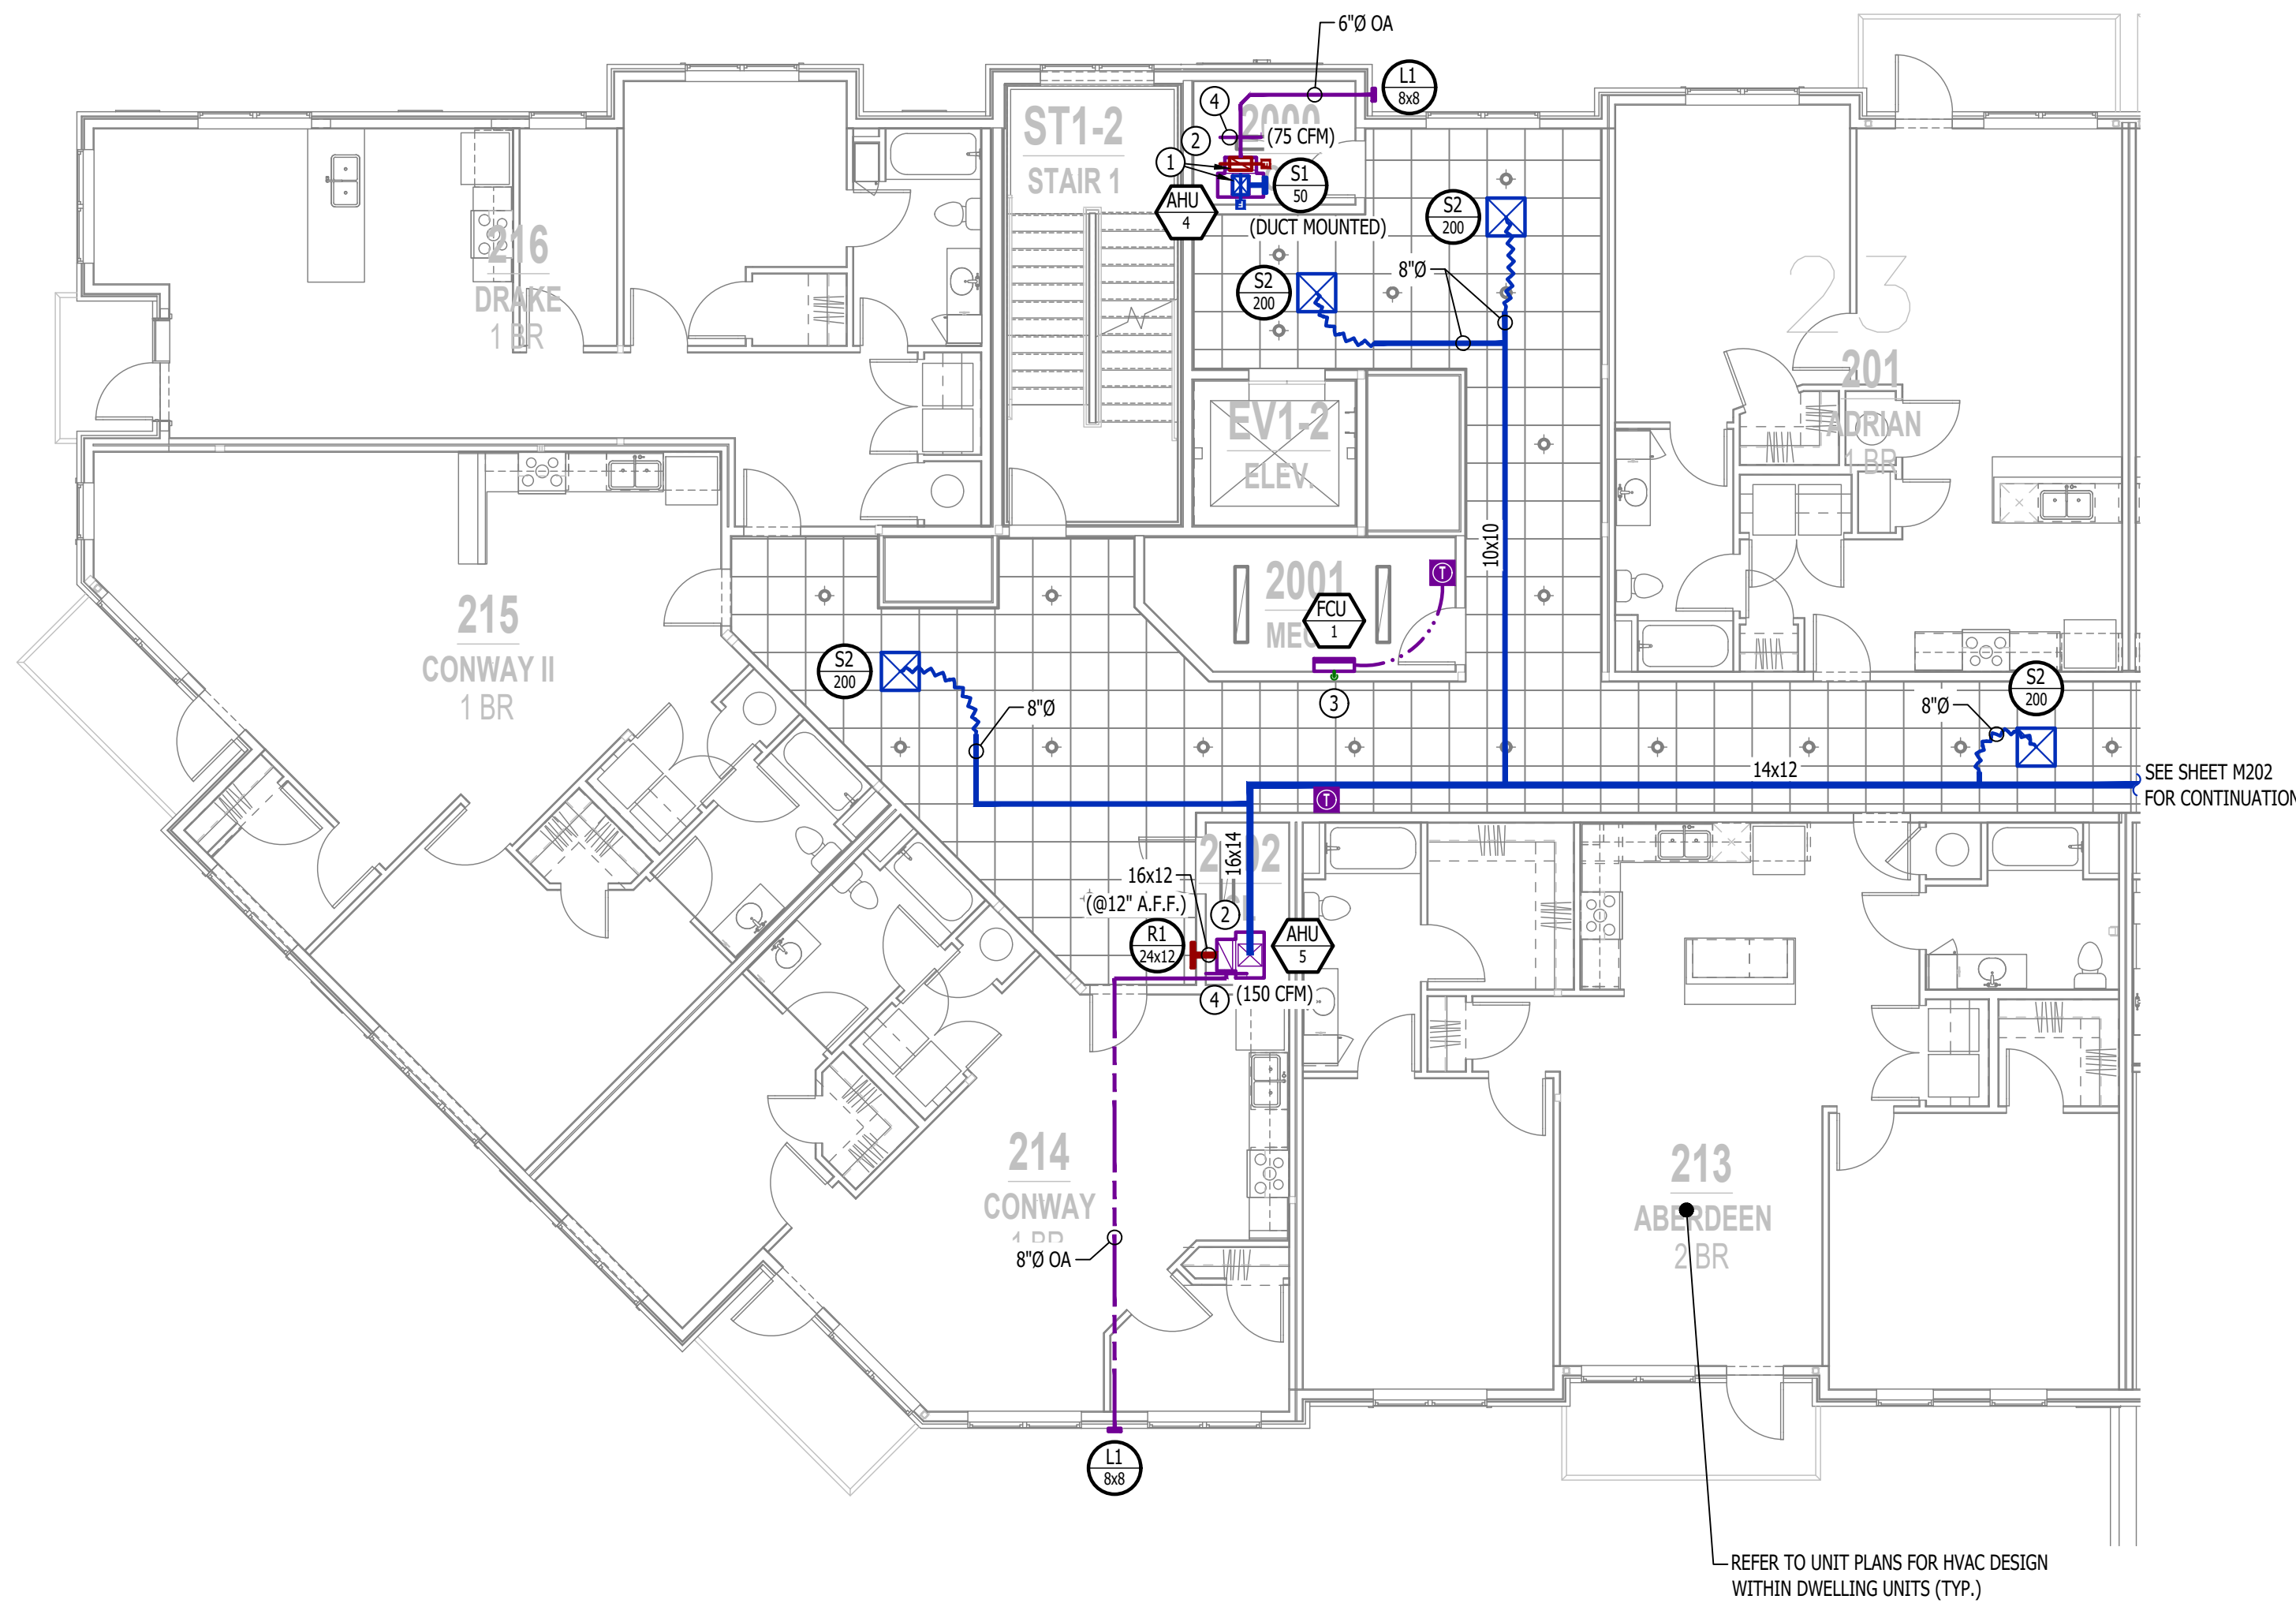 6"Ø OA
L1
8x8
4
2000
2
(75 CFM)
1
S1
50
AHU
4
(DUCT MOUNTED)
S2
200
S2
200
8"Ø
ST1-2
STAIR 1
216
DRAKE
1 BR
23
201
ADRIAN
1 BR
EV1-2
ELEV.
10x10
2001
T
FCU
1
3
215
CONWAY II
1 BR
S2
200
8"Ø
S2
200
8"Ø
14x12
SEE SHEET M202
FOR CONTINUATION
T
16x14
16x12
(@12" A.F.F.)
2
R1
24x12
AHU
5
4
(150 CFM)
214
CONWAY
1 BR
8"Ø OA
213
ABERDEEN
2 BR
L1
8x8
REFER TO UNIT PLANS FOR HVAC DESIGN
WITHIN DWELLING UNITS (TYP.)